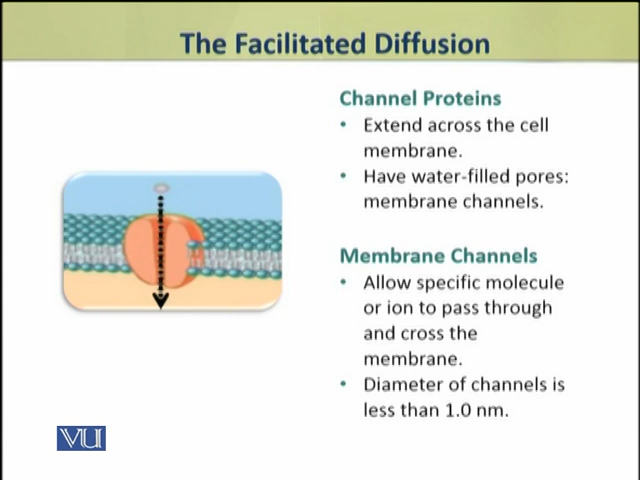 The Facilitated Diffusion
Channel Proteins
• Extend across the cell
membrane.
• Have water-filled pores:
membrane channels.
Membrane Channels
• Allow specific molecule
or ion to pass through
and cross the
membrane.
• Diameter of channels is
less than 1.0 nm.
VU